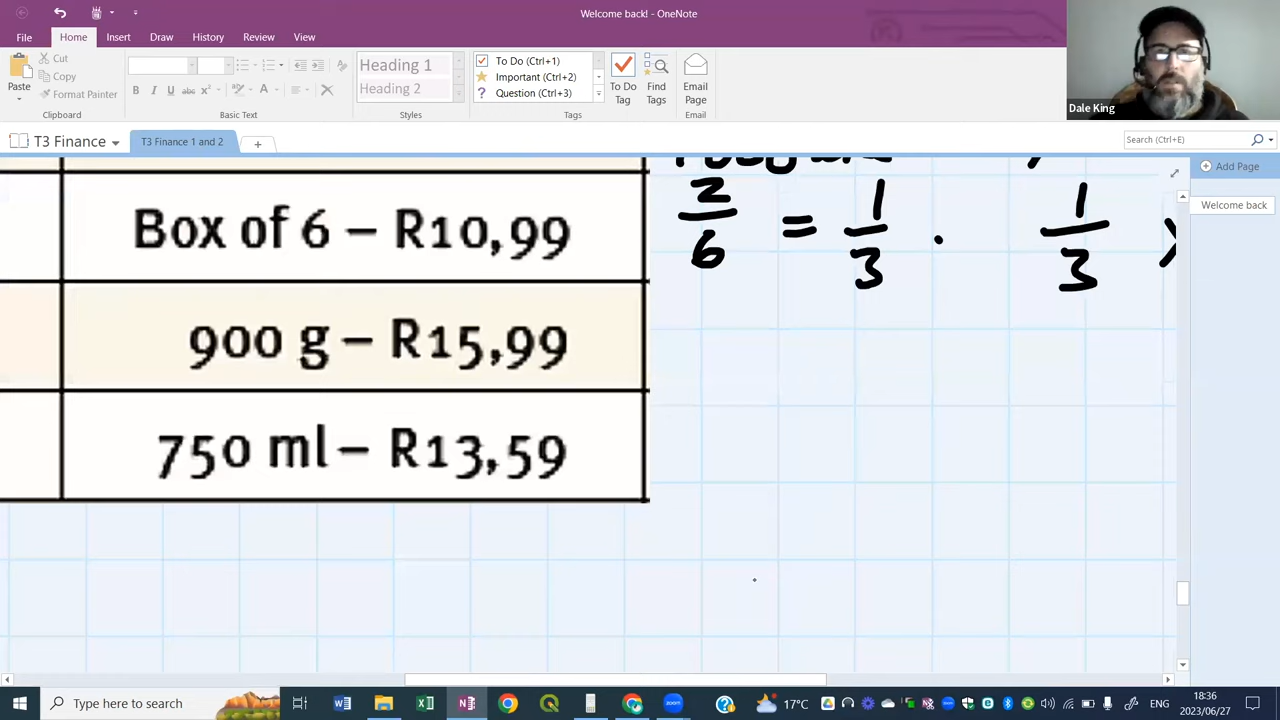 Welcome back! - OneNote
File Home Insert Draw History Review View
Cut
Copy
Format Painter
Paste
Clipboard
B I U abc x A
Basic Text
Heading 1
Heading 2
Styles
To Do (Ctrl+1)
Important (Ctrl+2)
Question (Ctrl+3)
Tags
To Do Tag
Find Tags
Email Page
Email
Dale King
T3 Finance
T3 Finance 1 and 2
Search (Ctrl+E)
Add Page
Welcome back
Box of 6 – R10,99
900 g – R15,99
750 ml – R13,59
2/6 = 1/3 . 1/3
Type here to search
17°C
ENG
18:36
2023/06/27